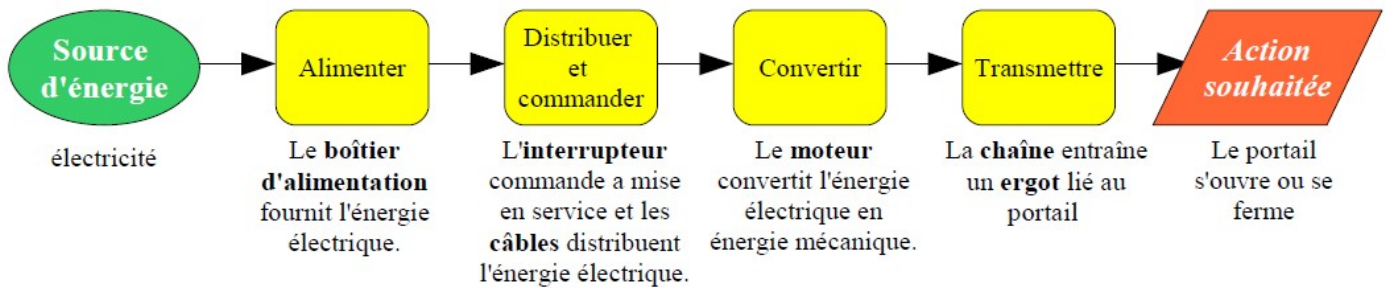 Source
d'énergie
Alimenter
Distribuer
et
commander
Convertir
Transmettre
Action
souhaitée
électricité
Le boîtier
d'alimentation
fournit l'énergie
électrique.
L'interrupteur
commande a mise
en service et les
câbles distribuent
l'énergie électrique.
Le moteur
convertit l'énergie
électrique en
énergie mécanique.
La chaîne entraîne
un ergot lié au
portail
Le portail
s'ouvre ou se
ferme